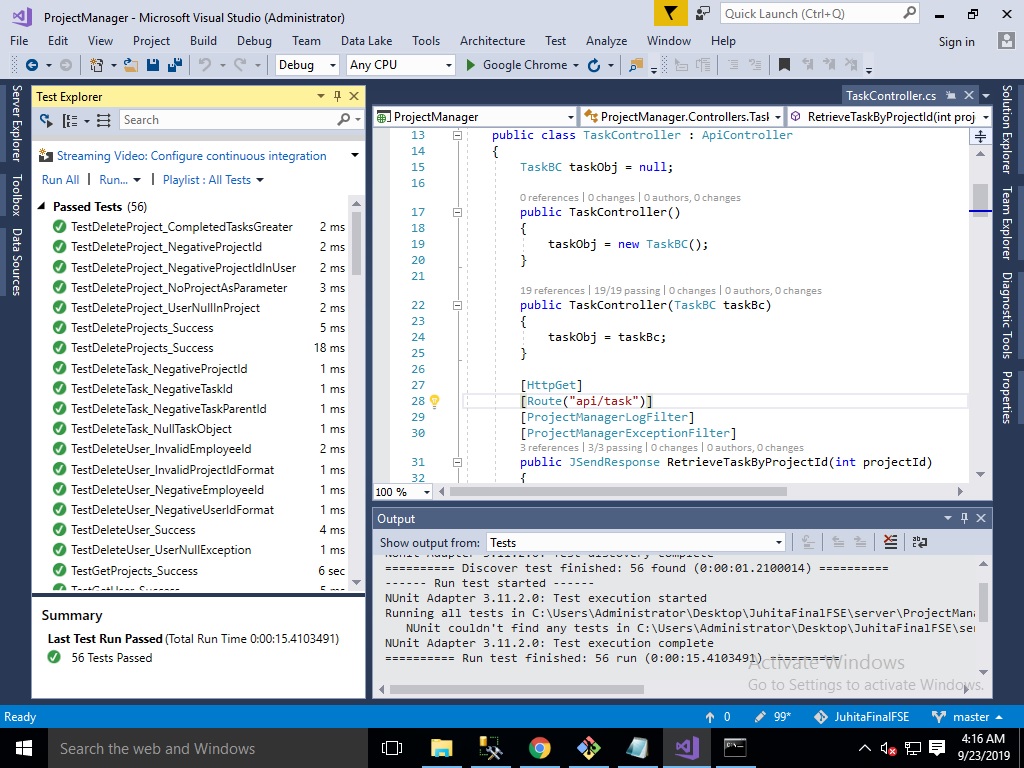 ProjectManager - Microsoft Visual Studio (Administrator)
Quick Launch (Ctrl+Q)
File Edit View Project Build Debug Team Data Lake Tools Architecture Test Analyze Window Help
Sign in
Debug Any CPU Google Chrome
Server Explorer
Toolbox
Data Sources
Test Explorer
Search
Streaming Video: Configure continuous integration
Run All | Run... | Playlist : All Tests
Passed Tests (56)
TestDeleteProject_CompletedTasksGreater 2 ms
TestDeleteProject_NegativeProjectId 2 ms
TestDeleteProject_NegativeProjectIdInUser 2 ms
TestDeleteProject_NoProjectAsParameter 3 ms
TestDeleteProject_UserNullInProject 2 ms
TestDeleteProjects_Success 5 ms
TestDeleteProjects_Success 18 ms
TestDeleteTask_NegativeProjectId 1 ms
TestDeleteTask_NegativeTaskId 1 ms
TestDeleteTask_NegativeTaskParentId 1 ms
TestDeleteTask_NullTaskObject 1 ms
TestDeleteUser_InvalidEmployeeId 2 ms
TestDeleteUser_InvalidProjectIdFormat 1 ms
TestDeleteUser_NegativeEmployeeId 1 ms
TestDeleteUser_NegativeUserIdFormat 1 ms
TestDeleteUser_Success 4 ms
TestDeleteUser_UserNullException 1 ms
TestGetProjects_Success 6 sec
TestGetUser_Success 5 ms
Summary
Last Test Run Passed (Total Run Time 0:00:15.4103491)
56 Tests Passed
TaskController.cs
ProjectManager ProjectManager.Controllers.Task RetrieveTaskByProjectId(int proj
13 public class TaskController : ApiController
14 {
15 TaskBC taskObj = null;
16
0 references | 0 changes | 0 authors, 0 changes
17 public TaskController()
18 {
19 taskObj = new TaskBC();
20 }
21
19 references | 19/19 passing | 0 changes | 0 authors, 0 changes
22 public TaskController(TaskBC taskBc)
23 {
24 taskObj = taskBc;
25 }
26
27 [HttpGet]
28 [Route("api/task")]
29 [ProjectManagerLogFilter]
30 [ProjectManagerExceptionFilter]
3 references | 3/3 passing | 0 changes | 0 authors, 0 changes
31 public JSendResponse RetrieveTaskByProjectId(int projectId)
32 {
100 %
Output
Show output from: Tests
NUnit Adapter 3.11.2.0: Test discovery complete
========== Discover test finished: 56 found (0:00:01.2100014) ==========
------ Run test started ------
NUnit Adapter 3.11.2.0: Test execution started
Running all tests in C:\Users\Administrator\Desktop\JuhitaFinalFSE\server\ProjectMana
NUnit couldn't find any tests in C:\Users\Administrator\Desktop\JuhitaFinalFSE\ser
NUnit Adapter 3.11.2.0: Test execution complete
========== Run test finished: 56 run (0:00:15.4103491) ==========
Activate Windows
Go to Settings to activate Windows.
Solution Explorer
Team Explorer
Diagnostic Tools
Properties
Ready
0 99* JuhitaFinalFSE master
Search the web and Windows
4:16 AM
9/23/2019